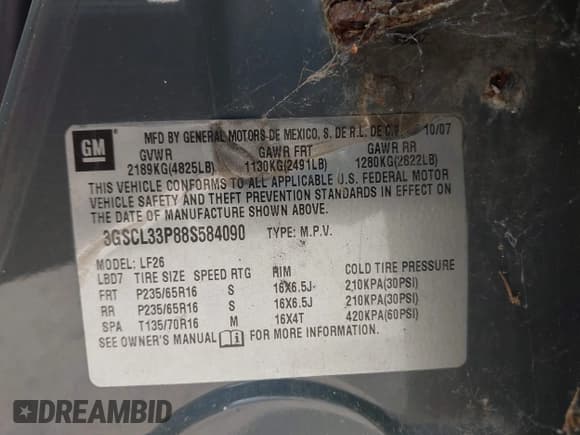 GM
MFD BY GENERAL MOTORS DE MEXICO, S. DE R.L. DE C.V. 10/07
GVWR GAWR FRT GAWR RR
2189KG(4825LB) 1130KG(2491LB) 1280KG(2822LB)
THIS VEHICLE CONFORMS TO ALL APPLICABLE U.S. FEDERAL MOTOR
VEHICLE SAFETY AND THEFT PREVENTION STANDARDS IN EFFECT ON
THE DATE OF MANUFACTURE SHOWN ABOVE.
3GSCL33P88S584090 TYPE: M.P.V.
MODEL: LF26
LBD7 TIRE SIZE SPEED RTG RIM COLD TIRE PRESSURE
FRT P235/65R16 S 16X6.5J 210KPA(30PSI)
RR P235/65R16 S 16X6.5J 210KPA(30PSI)
SPA T135/70R16 M 16X4T 420KPA(60PSI)
SEE OWNER'S MANUAL FOR MORE INFORMATION.
DREAMBID